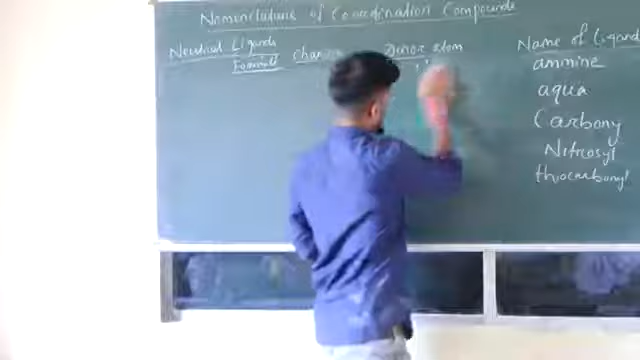 Nomenclature of Coordination Compounds
Neutral Ligands
Formula
Charge
Donor atom
Name of Ligand
ammine
aqua
Carbony
Nitrosyl
thiocarbonyl